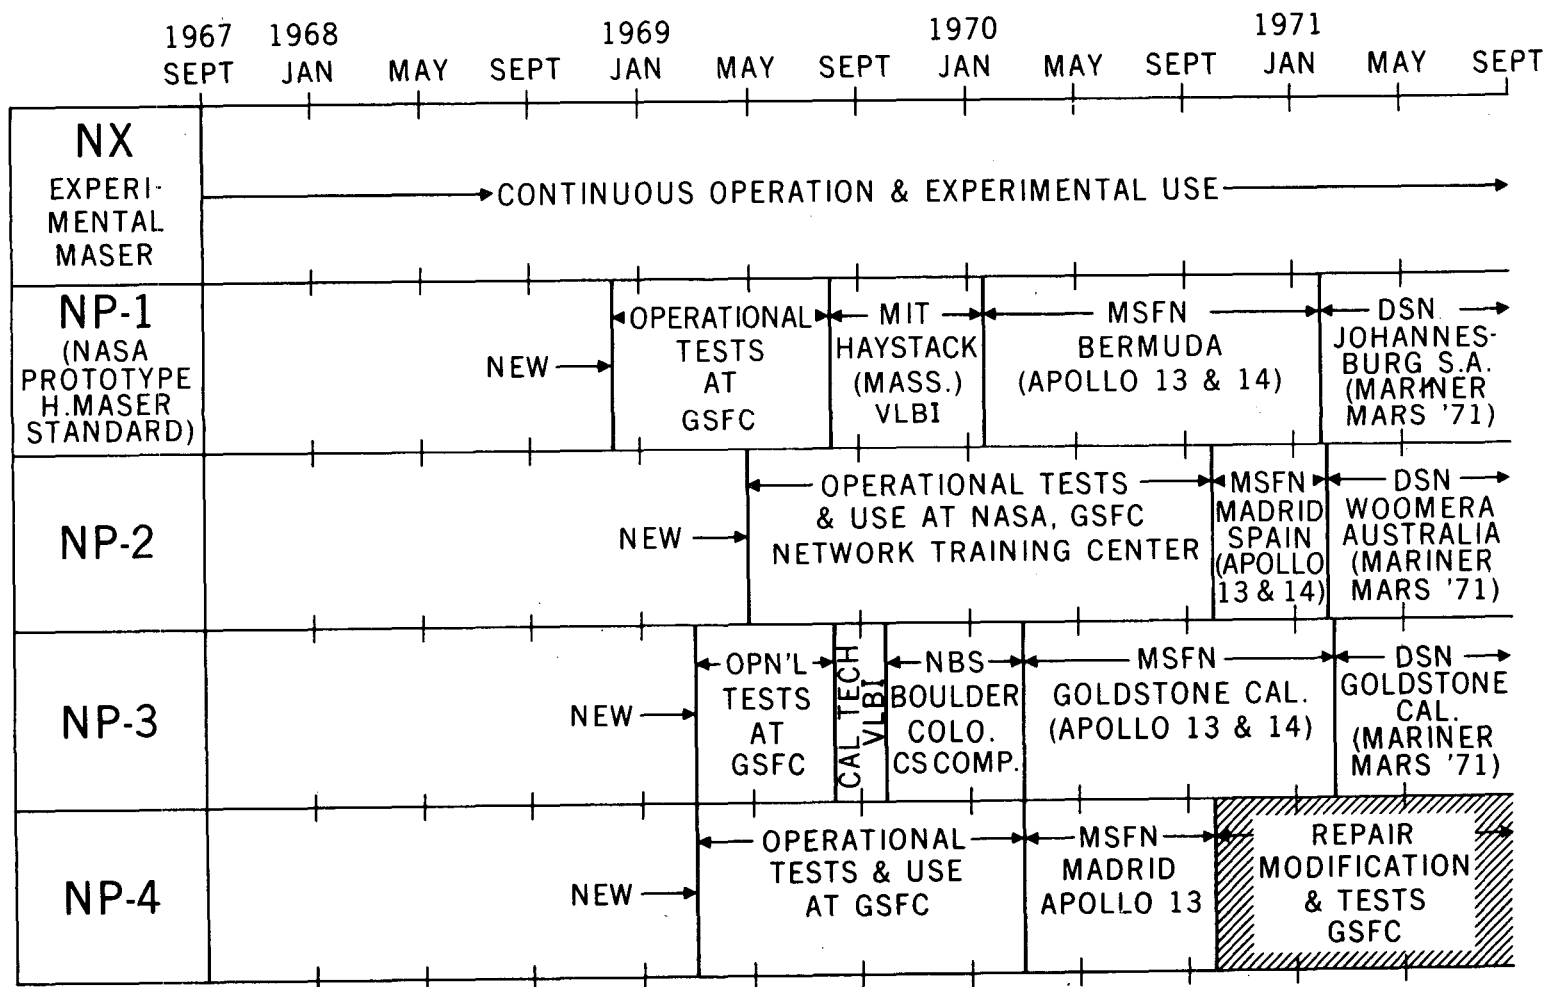 1967 1968 1969 1970 1971
SEPT JAN MAY SEPT JAN MAY SEPT JAN MAY SEPT JAN MAY SEPT
NX
EXPERI-
MENTAL
MASER
CONTINUOUS OPERATION & EXPERIMENTAL USE
NP-1
(NASA
PROTOTYPE
H.MASER
STANDARD)
NEW
OPERATIONAL
TESTS
AT
GSFC
MIT
HAYSTACK
(MASS.)
VLBI
MSFN
BERMUDA
(APOLLO 13 & 14)
DSN
JOHANNES-
BURG S.A.
(MARINER
MARS '71)
NP-2
NEW
OPERATIONAL TESTS
& USE AT NASA, GSFC
NETWORK TRAINING CENTER
MSFN
MADRID
SPAIN
(APOLLO
13 & 14)
DSN
WOOMERA
AUSTRALIA
(MARINER
MARS '71)
NP-3
NEW
OPN'L
TESTS
AT
GSFC
CAL TECH
VLBI
NBS
BOULDER
COLO.
CS COMP.
MSFN
GOLDSTONE CAL.
(APOLLO 13 & 14)
DSN
GOLDSTONE
CAL.
(MARINER
MARS '71)
NP-4
NEW
OPERATIONAL
TESTS & USE
AT GSFC
MSFN
MADRID
APOLLO 13
REPAIR
MODIFICATION
& TESTS
GSFC